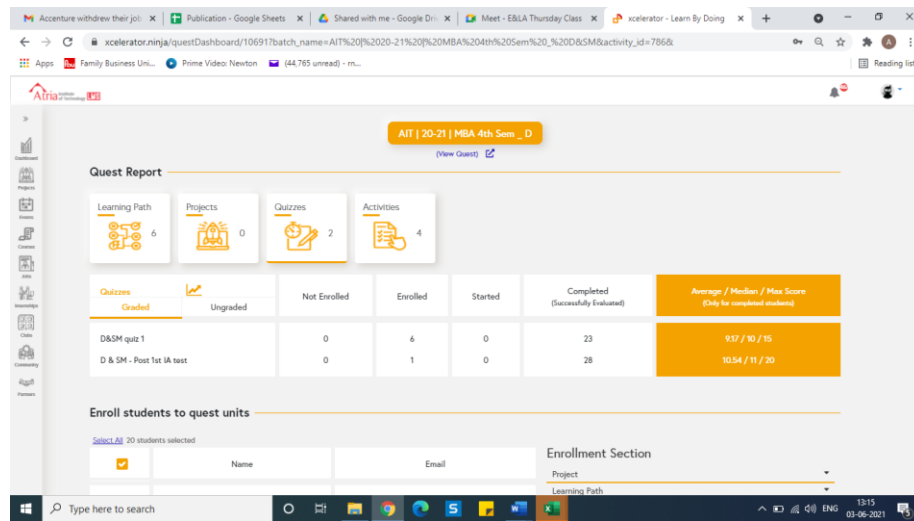 Accenture withdrew their job
Publication - Google Sheets
Shared with me - Google Dri
Meet - E&LA Thursday Class
xcelerator - Learn By Doing
xcelerator.ninja/questDashboard/10691?batch_name=AIT%20|%2020-21%20|%20MBA%204th%20Sem%20_%20D&SM&activity_id=786&
Apps
Family Business Uni...
Prime Video: Newton
(44,765 unread) - rn...
Reading list
Atria
AIT | 20-21 | MBA 4th Sem _ D
(View Quest)
Quest Report
Dashboard
Projects
Events
Courses
Jobs
Internships
Clubs
Community
Partners
Learning Path
6
Projects
0
Quizzes
2
Activities
4
Quizzes
Graded
Ungraded
Not Enrolled
Enrolled
Started
Completed
(Successfully Evaluated)
Average / Median / Max Score
(Only for completed students)
D&SM quiz 1 0 6 0 23 9.17 / 10 / 15
D & SM - Post 1st IA test 0 1 0 28 10.54 / 11 / 20
Enroll students to quest units
Select All 20 students selected
Name
Email
Enrollment Section
Project
Learning Path
Type here to search
ENG
13:15
03-06-2021